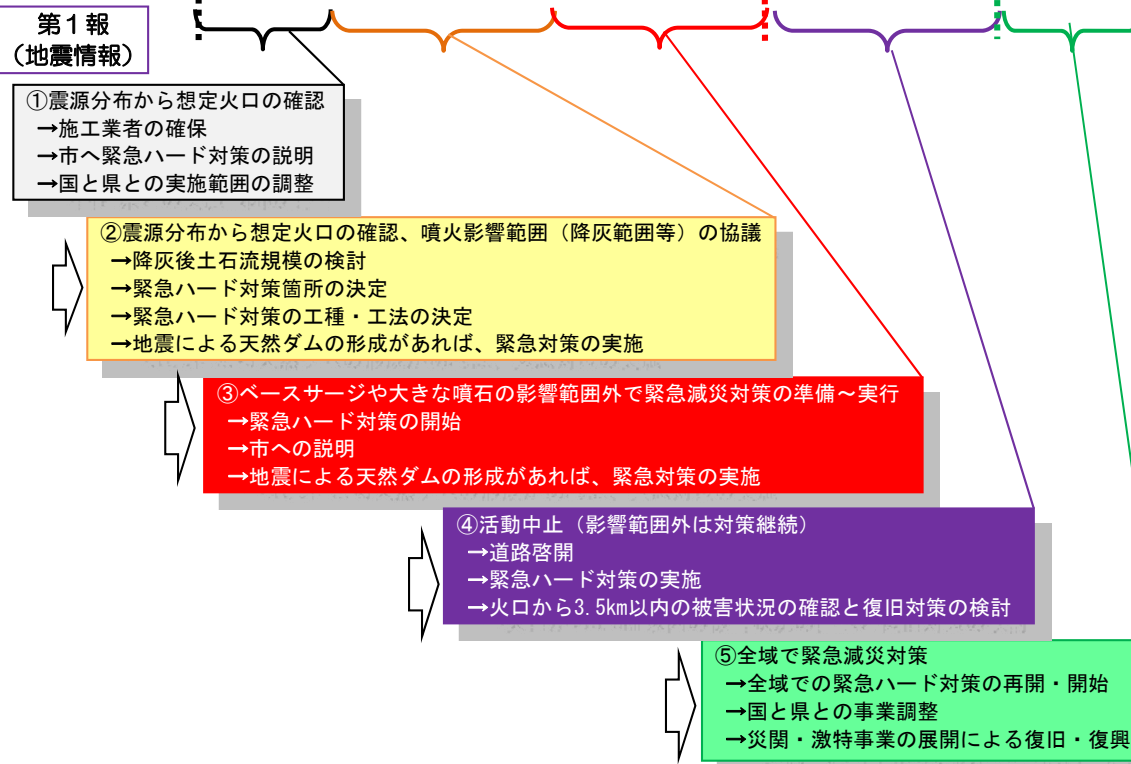 第１報
（地震情報）
①震源分布から想定火口の確認
→施工業者の確保
→市へ緊急ハード対策の説明
→国と県との実施範囲の調整
②震源分布から想定火口の確認、噴火影響範囲（降灰範囲等）の協議
→降灰後土石流規模の検討
→緊急ハード対策箇所の決定
→緊急ハード対策の工種・工法の決定
→地震による天然ダムの形成があれば、緊急対策の実施
③ベースサージや大きな噴石の影響範囲外で緊急減災対策の準備～実行
→緊急ハード対策の開始
→市への説明
→地震による天然ダムの形成があれば、緊急対策の実施
④活動中止（影響範囲外は対策継続）
→道路啓開
→緊急ハード対策の実施
→火口から3.5km以内の被害状況の確認と復旧対策の検討
⑤全域で緊急減災対策
→全域での緊急ハード対策の再開・開始
→国と県との事業調整
→災関・激特事業の展開による復旧・復興